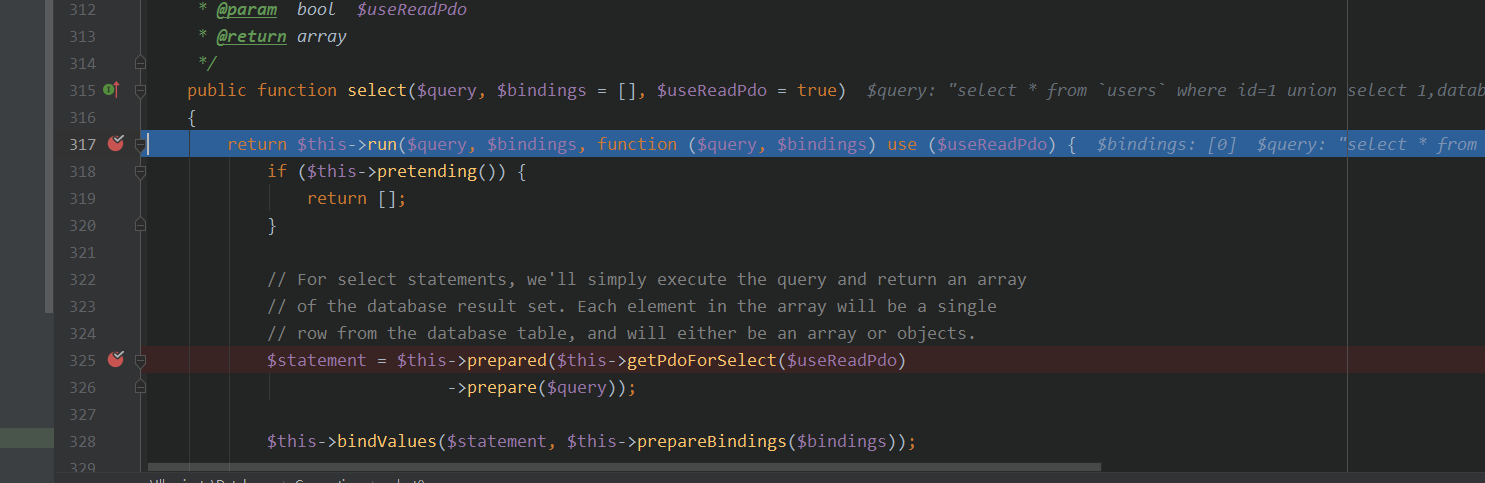 312 * @param bool $useReadPdo
313 * @return array
314 */
315 public function select($query, $bindings = [], $useReadPdo = true) $query: "select * from `users` where id=1 union select 1,datab
316 {
317 return $this->run($query, $bindings, function ($query, $bindings) use ($useReadPdo) { $bindings: [0] $query: "select * from
318 if ($this->pretending()) {
319 return [];
320 }
321
322 // For select statements, we'll simply execute the query and return an array
323 // of the database result set. Each element in the array will be a single
324 // row from the database table, and will either be an array or objects.
325 $statement = $this->prepared($this->getPdoForSelect($useReadPdo)
326 ->prepare($query));
327
328 $this->bindValues($statement, $this->prepareBindings($bindings));
329